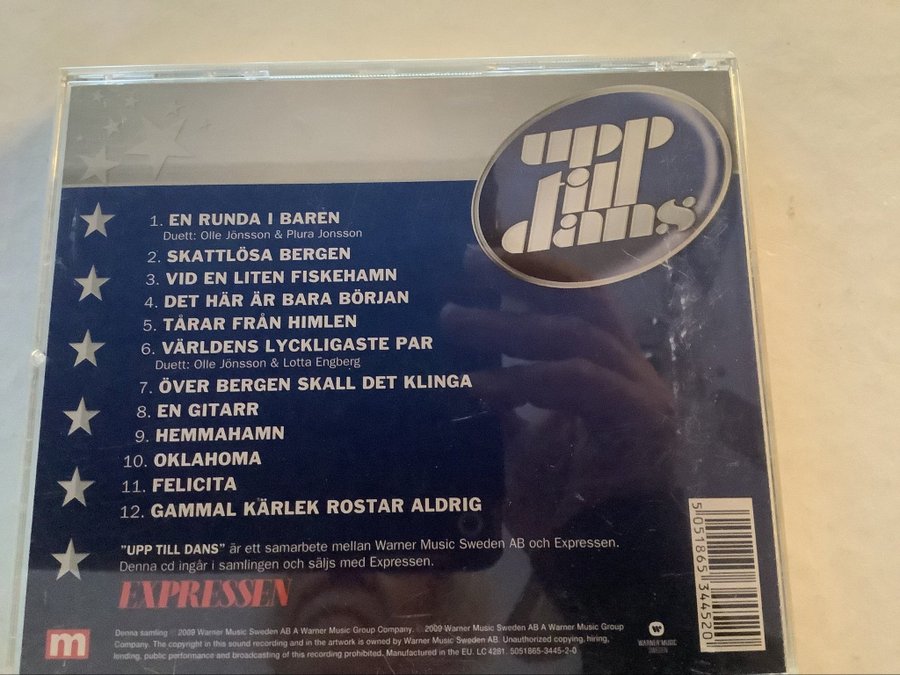 upp
till
dans
1. EN RUNDA I BAREN
Duett: Olle Jönsson & Plura Jonsson
2. SKATTLÖSA BERGEN
3. VID EN LITEN FISKEHAMN
4. DET HÄR ÄR BARA BÖRJAN
5. TÅRAR FRÅN HIMLEN
6. VÄRLDENS LYCKLIGASTE PAR
Duett: Olle Jönsson & Lotta Engberg
7. ÖVER BERGEN SKALL DET KLINGA
8. EN GITARR
9. HEMMAHAMN
10. OKLAHOMA
11. FELICITA
12. GAMMAL KÄRLEK ROSTAR ALDRIG
"UPP TILL DANS" är ett samarbete mellan Warner Music Sweden AB och Expressen.
Denna cd ingår i samlingen och säljs med Expressen.
EXPRESSEN
m
Denna samling ℗ 2009 Warner Music Sweden AB A Warner Music Group Company. © 2009 Warner Music Sweden AB A Warner Music Group
Company. The copyright in this sound recording and in the artwork is owned by Warner Music Sweden AB. Unauthorized copying, hiring,
lending, public performance and broadcasting of this recording prohibited. Manufactured in the EU. LC 4281. 5051865-3445-2-0
WARNER MUSIC
SWEDEN
5 051865 344520